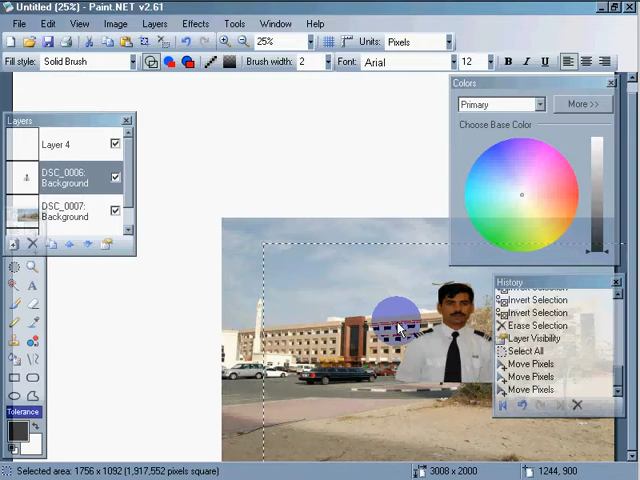 Untitled (25%) - Paint.NET v2.61
File Edit View Image Layers Effects Tools Window Help
25% Units: Pixels
Fill style: Solid Brush Brush width: 2 Font: Arial 12 B I U
Layers
Layer 4
DSC_0006:
Background
DSC_0007:
Background
Colors
Primary More >>
Choose Base Color
History
Invert Selection
Invert Selection
Invert Selection
Erase Selection
Layer Visibility
Select All
Move Pixels
Move Pixels
Move Pixels
A
Tolerance
Selected area: 1756 x 1092 (1,917,552 pixels square) 3008 x 2000 1244, 900